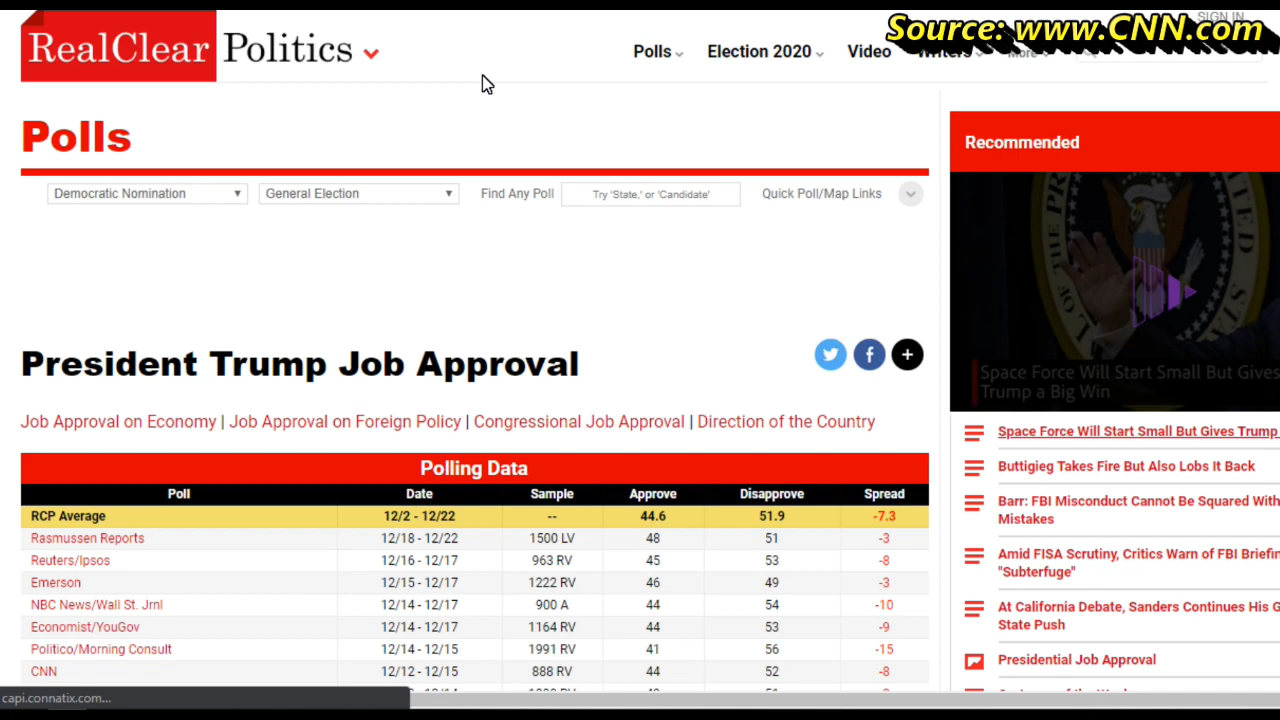 Source: www.CNN.com
SIGN IN
RealClear Politics
Polls
Election 2020
Video
Writers
More
Polls
Democratic Nomination
General Election
Find Any Poll
Try 'State,' or 'Candidate'
Quick Poll/Map Links
President Trump Job Approval
Job Approval on Economy | Job Approval on Foreign Policy | Congressional Job Approval | Direction of the Country
Polling Data
Poll Date Sample Approve Disapprove Spread
RCP Average 12/2 - 12/22 -- 44.6 51.9 -7.3
Rasmussen Reports 12/18 - 12/22 1500 LV 48 51 -3
Reuters/Ipsos 12/16 - 12/17 963 RV 45 53 -8
Emerson 12/15 - 12/17 1222 RV 46 49 -3
NBC News/Wall St. Jrnl 12/14 - 12/17 900 A 44 54 -10
Economist/YouGov 12/14 - 12/17 1164 RV 44 53 -9
Politico/Morning Consult 12/14 - 12/15 1991 RV 41 56 -15
CNN 12/12 - 12/15 888 RV 44 52 -8
capi.connatix.com...
Recommended
Space Force Will Start Small But Gives
Trump a Big Win
Space Force Will Start Small But Gives Trump
Buttigieg Takes Fire But Also Lobs It Back
Barr: FBI Misconduct Cannot Be Squared With
Mistakes
Amid FISA Scrutiny, Critics Warn of FBI Briefin
"Subterfuge"
At California Debate, Sanders Continues His G
State Push
Presidential Job Approval